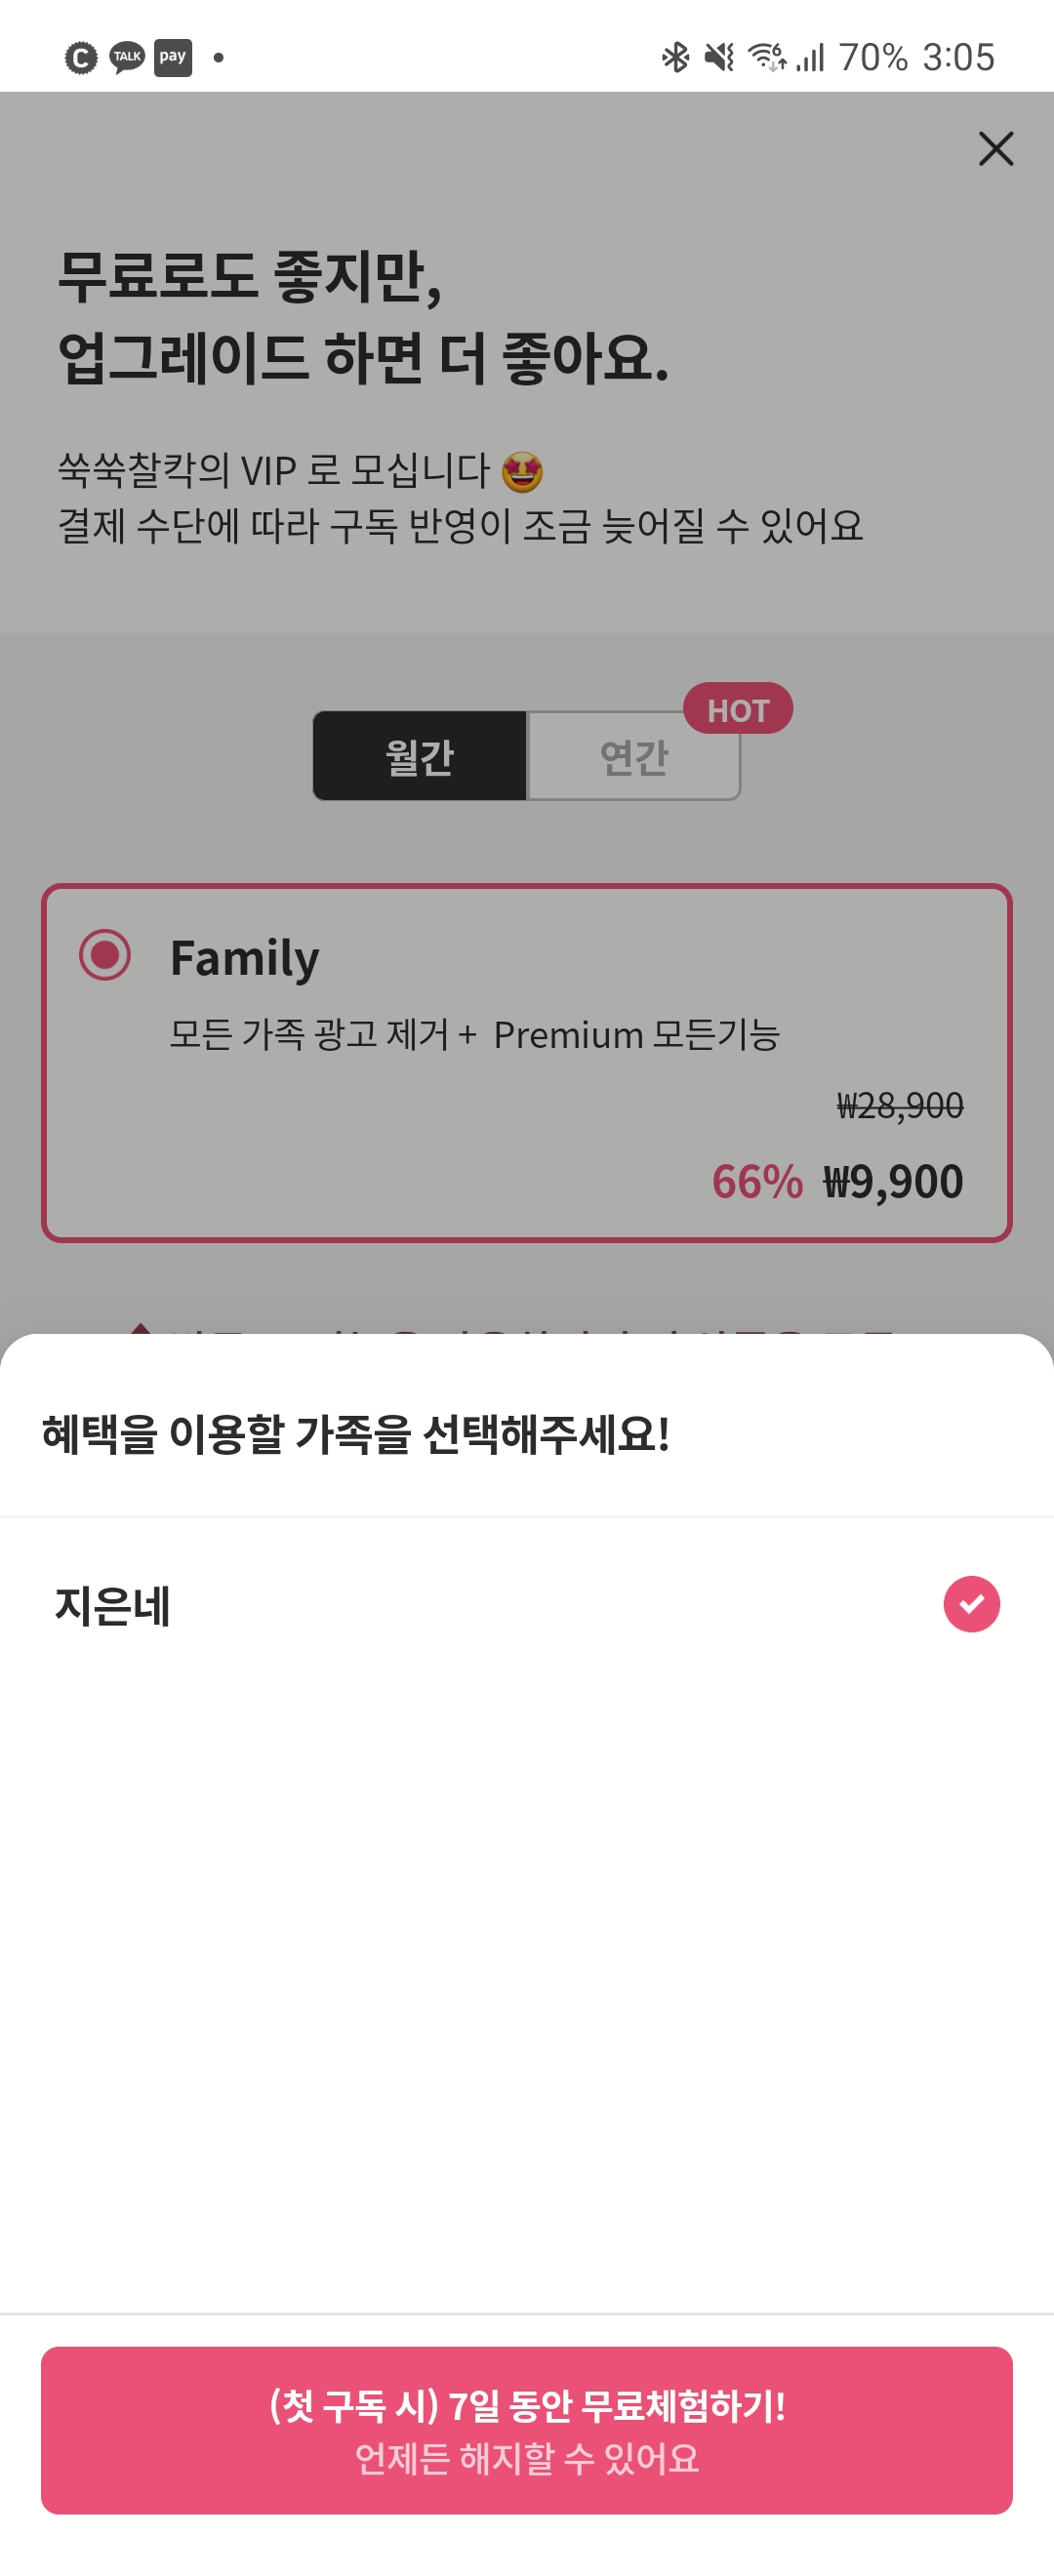 C TALK pay 6 70% 3:05
무료로도 좋지만,
업그레이드 하면 더 좋아요.
쑥쑥찰칵의 VIP 로 모십니다 🤩
결제 수단에 따라 구독 반영이 조금 늦어질 수 있어요
HOT
월간 연간
Family
모든 가족 광고 제거 + Premium 모든기능
₩28,900
66% ₩9,900
혜택을 이용할 가족을 선택해주세요!
지은네
(첫 구독 시) 7일 동안 무료체험하기!
언제든 해지할 수 있어요